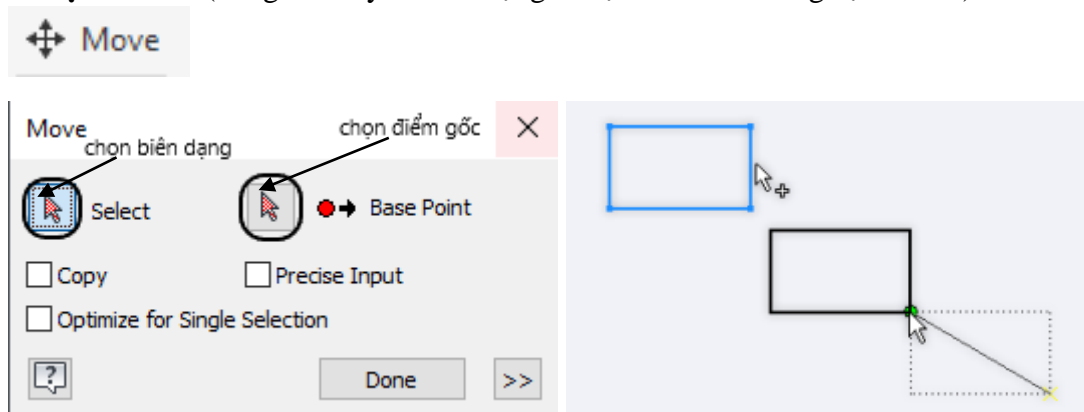 Move
Move
chọn điểm gốc
chọn biên dạng
Select
Base Point
Copy
Precise Input
Optimize for Single Selection
Done
>>